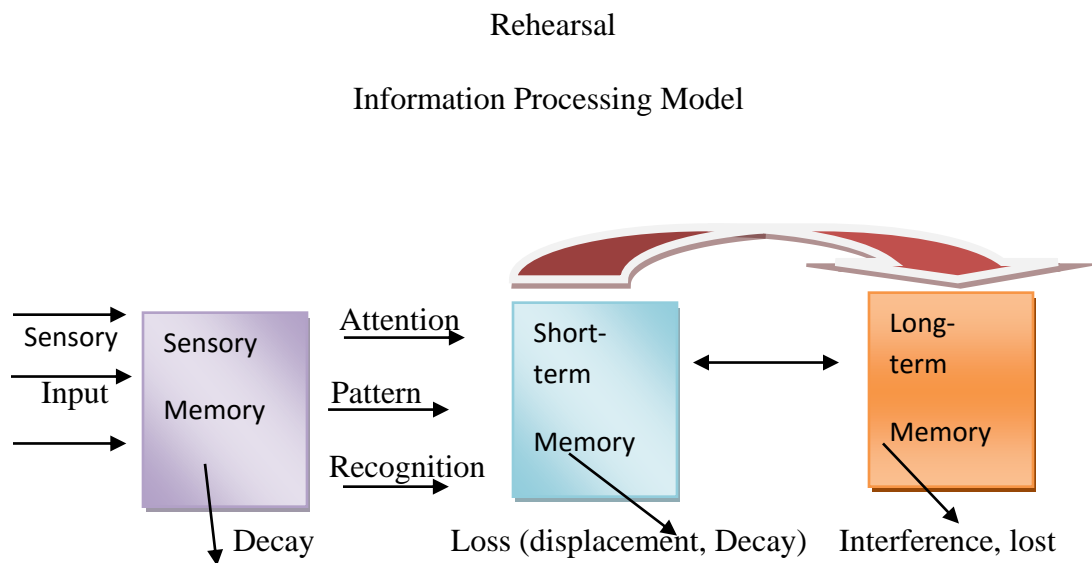 Rehearsal
Information Processing Model
Sensory
Input
Sensory
Memory
Attention
Pattern
Recognition
Short-
term
Memory
Long-
term
Memory
Decay
Loss (displacement, Decay)
Interference, lost